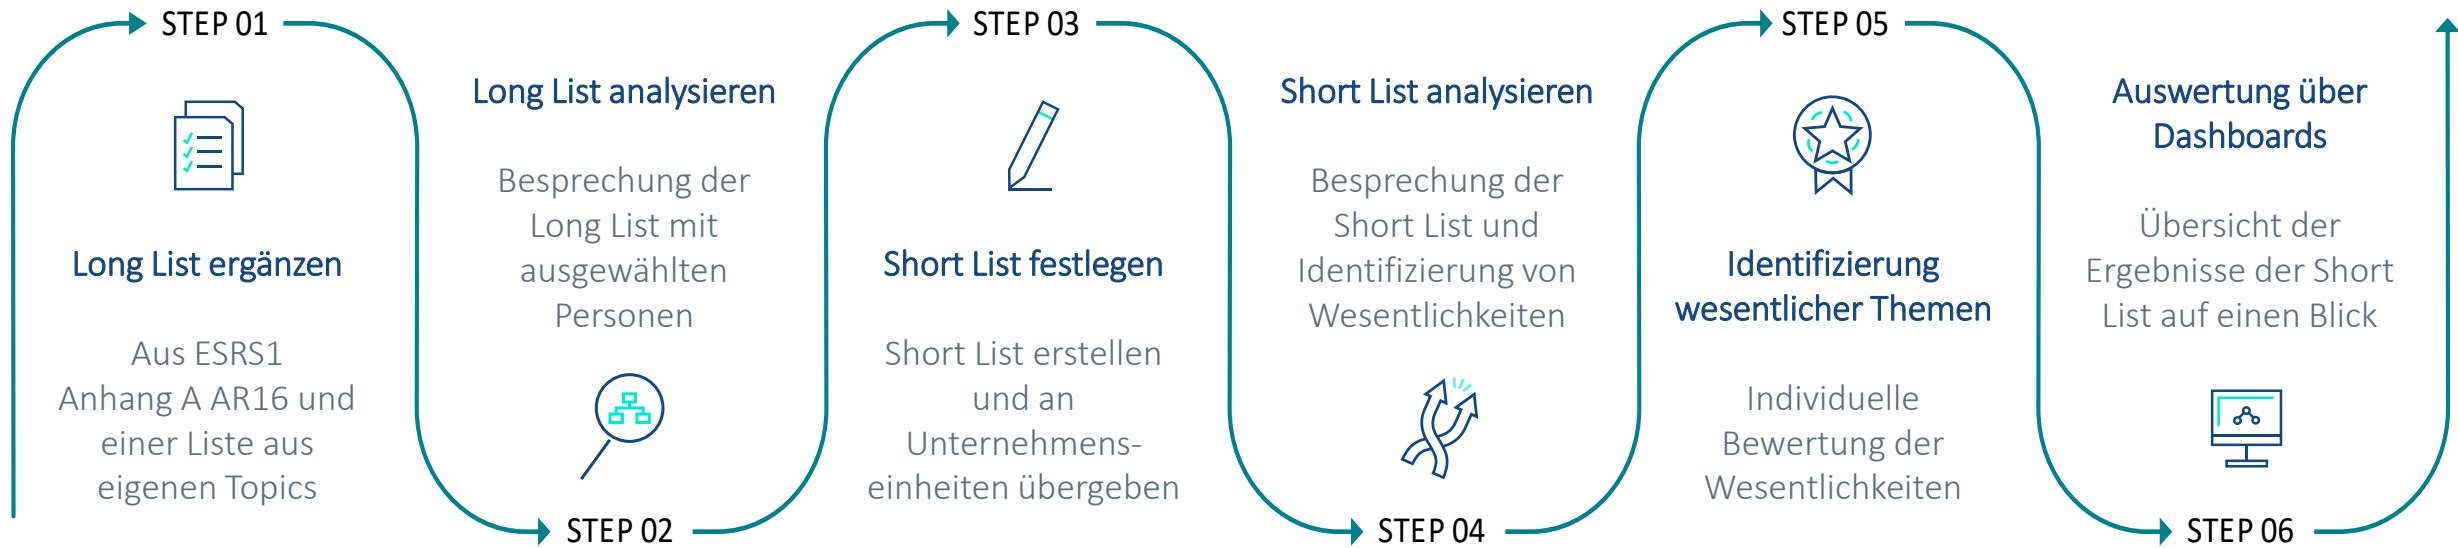 STEP 01
Long List ergänzen
Aus ESRS1
Anhang A AR16 und
einer Liste aus
eigenen Topics
Long List analysieren
Besprechung der
Long List mit
ausgewählten
Personen
STEP 02
STEP 03
Short List festlegen
Short List erstellen
und an
Unternehmens-
einheiten übergeben
Short List analysieren
Besprechung der
Short List und
Identifizierung von
Wesentlichkeiten
STEP 04
STEP 05
Identifizierung
wesentlicher Themen
Individuelle
Bewertung der
Wesentlichkeiten
Auswertung über
Dashboards
Übersicht der
Ergebnisse der Short
List auf einen Blick
STEP 06